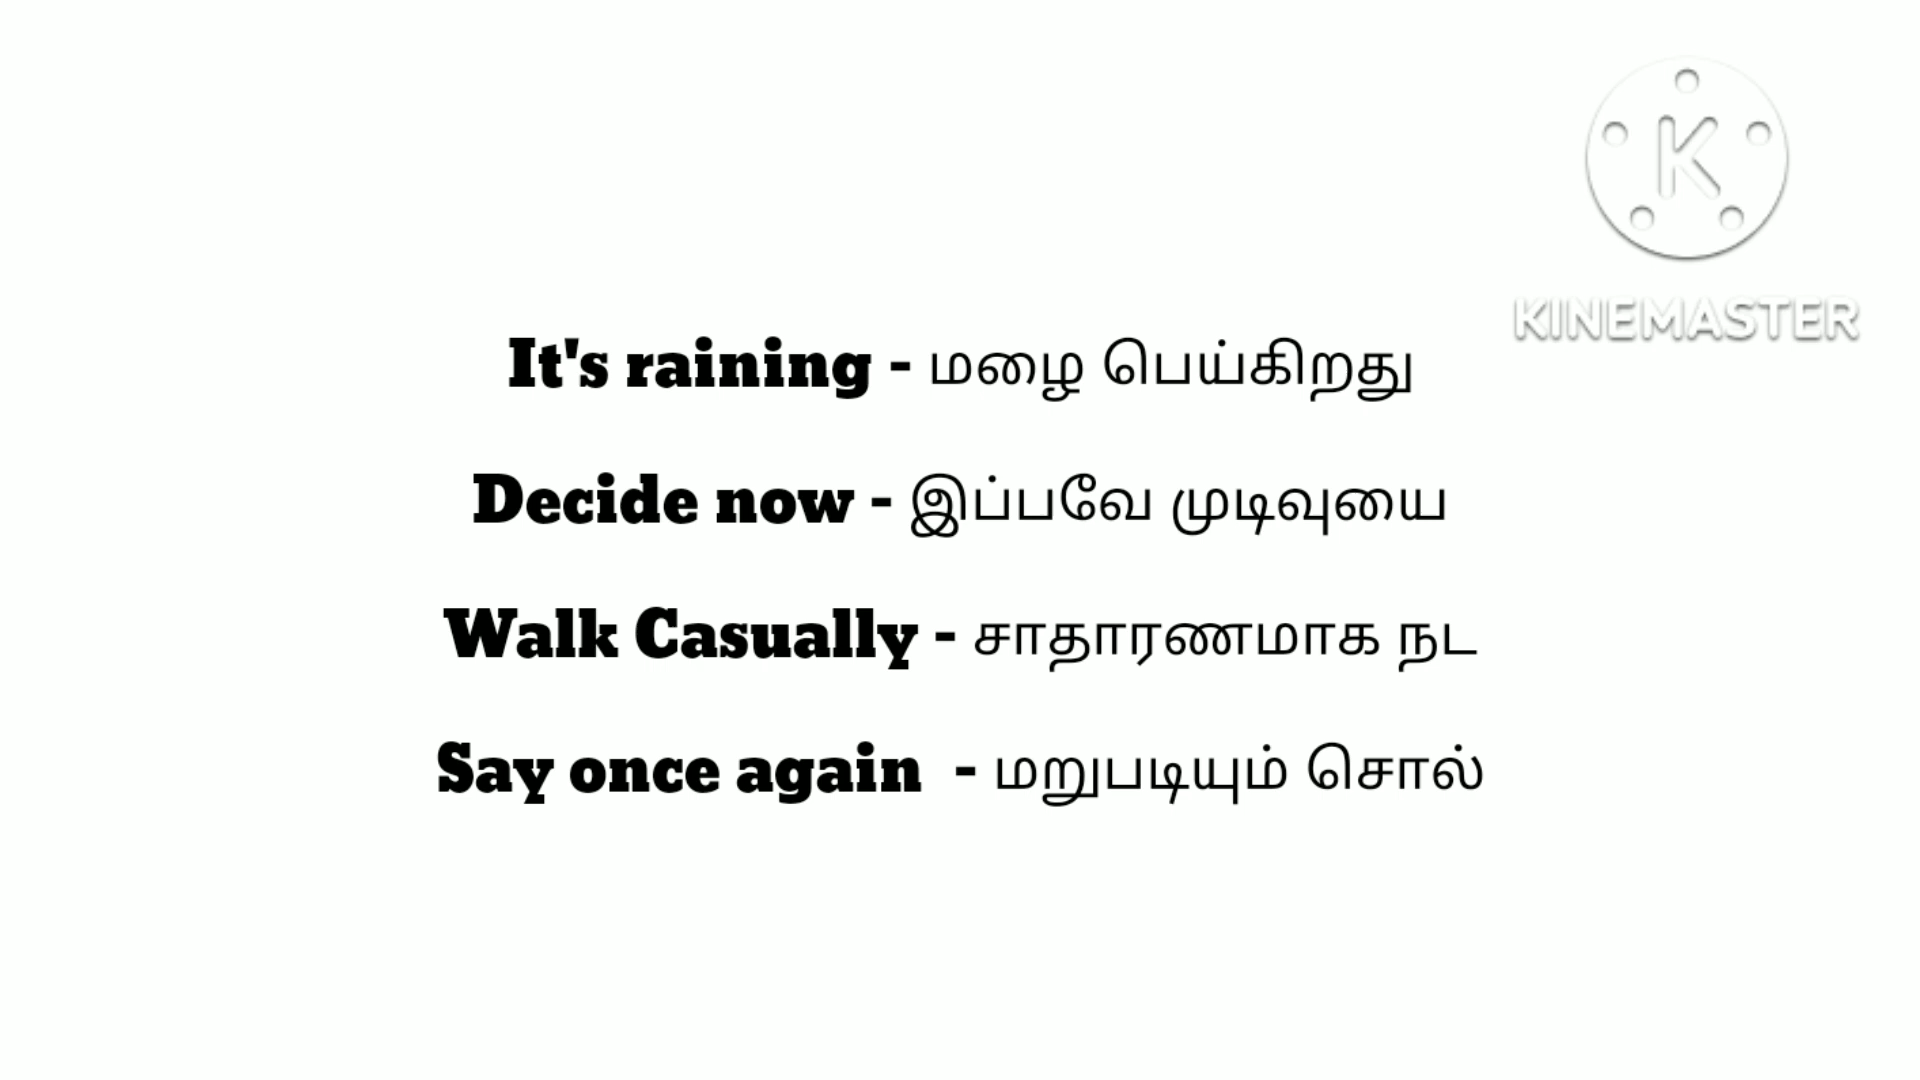 KINEMASTER
It's raining - மழை பெய்கிறது
Decide now - இப்பவே முடிவுயை
Walk Casually - சாதாரணமாக நட
Say once again - மறுபடியும் சொல்